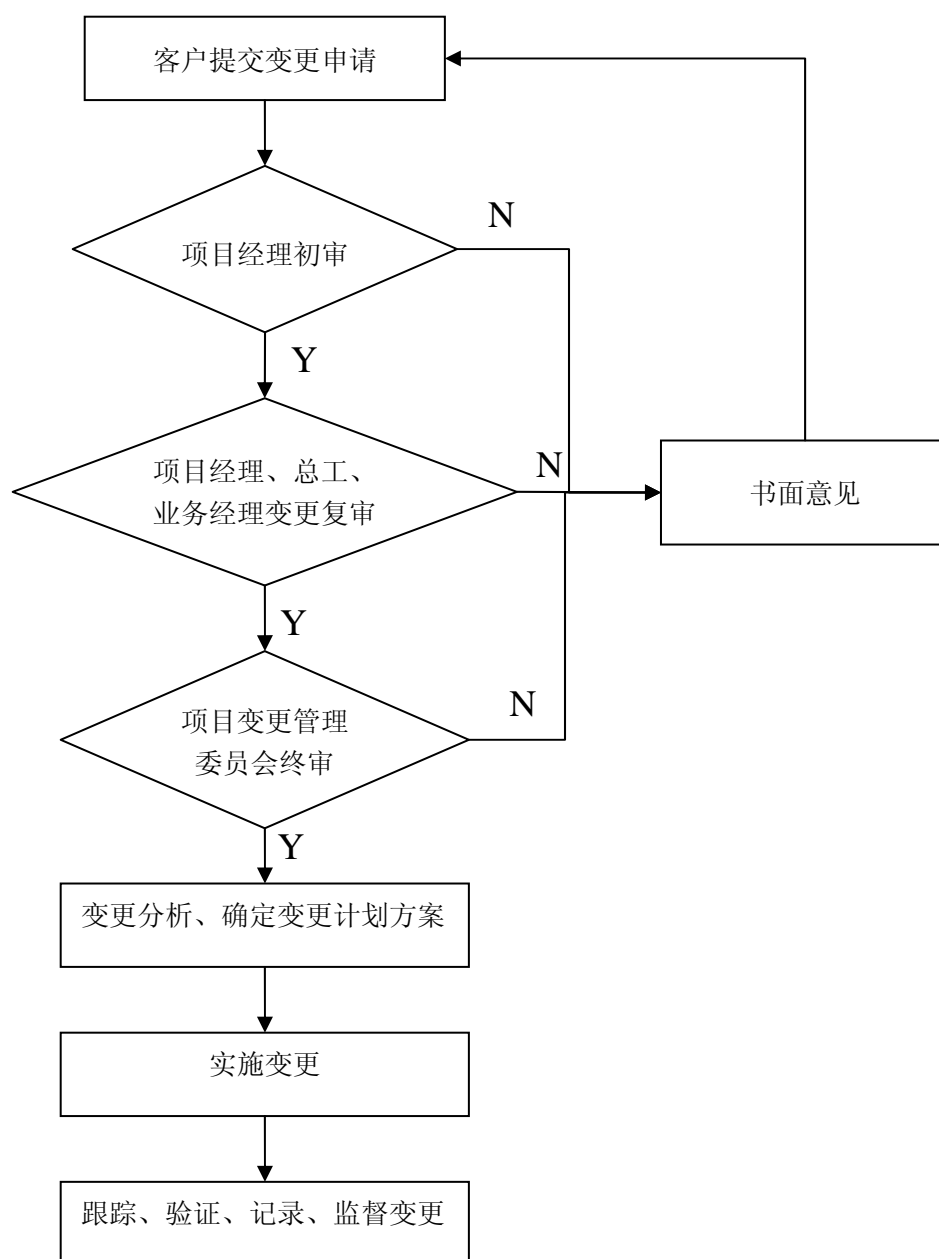 客户提交变更申请
N
项目经理初审
Y
项目经理、总工、
业务经理变更复审
N
书面意见
Y
项目变更管理
委员会终审
N
Y
变更分析、确定变更计划方案
实施变更
跟踪、验证、记录、监督变更